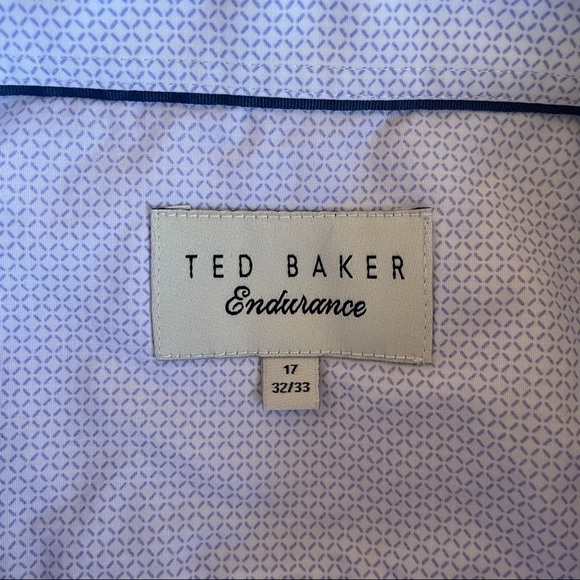 TED BAKER
Endurance
17
32/33